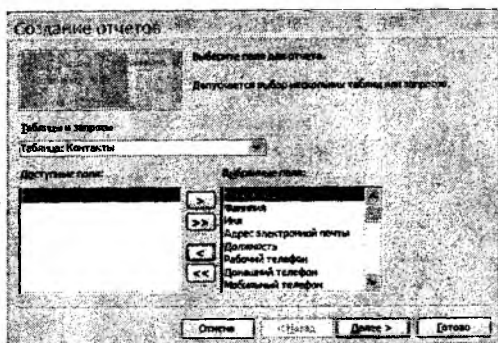 Создание отчетов
Выберите поля для отчета.
Допускается выбор нескольких таблиц или запросов.
Таблицы и запросы
Таблица: Контакты
Доступные поля:
Выбранные поля:
>
>>
<
<<
Фамилия
Имя
Адрес электронной почты
Должность
Рабочий телефон
Домашний телефон
Мобильный телефон
Отмена
< Назад
Далее >
Готово